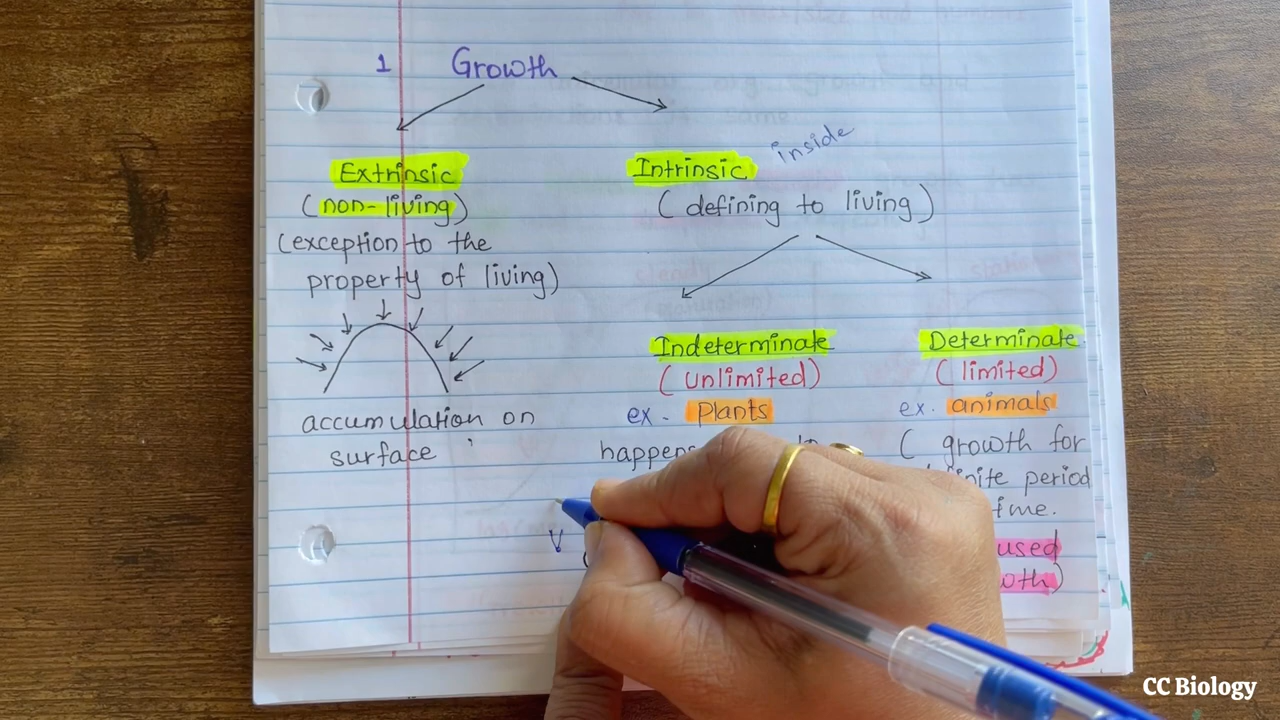 1 Growth
Extrinsic
(non-living)
(exception to the
property of living)
accumulation on
surface
Intrinsic inside
(defining to living)
Indeterminate
(unlimited)
ex. plants
happens
Determinate
(limited)
ex. animals
(growth for
period
time.
CC Biology